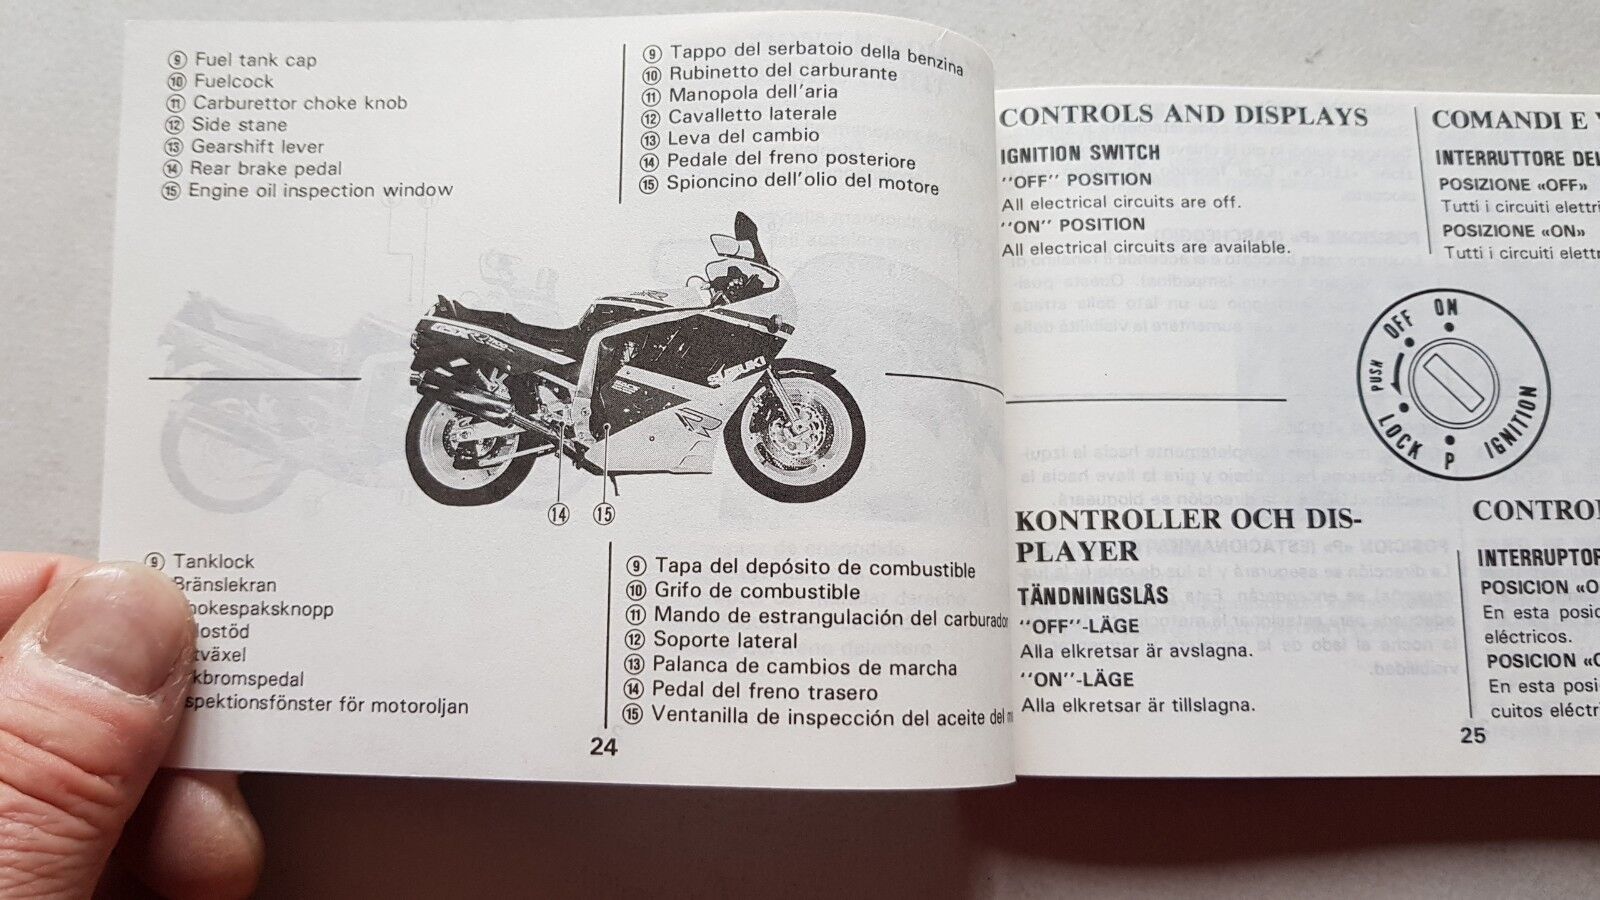 ⑨ Fuel tank cap
⑩ Fuelcock
⑪ Carburettor choke knob
⑫ Side stane
⑬ Gearshift lever
⑭ Rear brake pedal
⑮ Engine oil inspection window
⑨ Tappo del serbatoio della benzina
⑩ Rubinetto del carburante
⑪ Manopola dell'aria
⑫ Cavalletto laterale
⑬ Leva del cambio
⑭ Pedale del freno posteriore
⑮ Spioncino dell'olio del motore
SUZUKI
R
⑭ ⑮
⑨ Tanklock
Bränslekran
hokespaksknopp
dostöd
tväxel
kbromspedal
spektionsfönster för motoroljan
⑨ Tapa del depósito de combustible
⑩ Grifo de combustible
⑪ Mando de estrangulación del carburador
⑫ Soporte lateral
⑬ Palanca de cambios de marcha
⑭ Pedal del freno trasero
⑮ Ventanilla de inspección del aceite del
24
CONTROLS AND DISPLAYS
IGNITION SWITCH
"OFF" POSITION
All electrical circuits are off.
"ON" POSITION
All electrical circuits are available.
COMANDI E
INTERRUTTORE DEL
POSIZIONE «OFF»
Tutti i circuiti elettri
POSIZIONE «ON»
Tutti i circuiti elettr
ON
OFF
PUSH
LOCK
P
IGNITION
KONTROLLER OCH DIS-
PLAYER
TÄNDNINGSLÅS
"OFF"-LÄGE
Alla elkretsar är avslagna.
"ON"-LÄGE
Alla elkretsar är tillslagna.
CONTRO
INTERRUPTOR
POSICION «O
En esta posic
eléctricos.
POSICION «O
En esta posi
cuitos eléctri
25